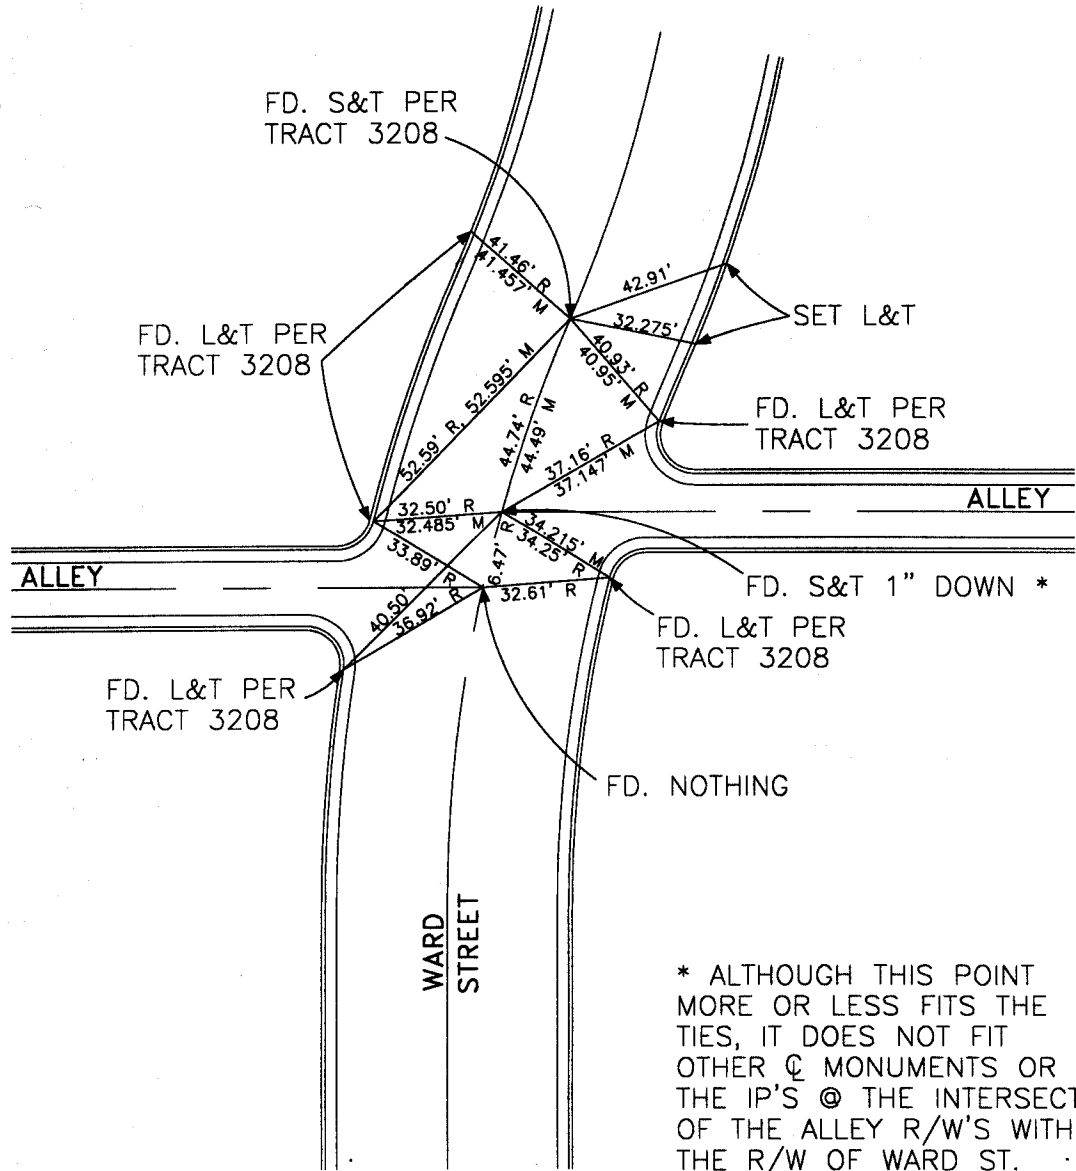 FD. S&T PER
TRACT 3208
41.46' R
41.457' M
42.91'
32.275'
SET L&T
FD. L&T PER
TRACT 3208
40.93' R
40.95' M
52.59' R, 52.595' M
44.74' R
44.49' M
FD. L&T PER
TRACT 3208
37.16' R
37.147' M
ALLEY
32.50' R
32.485' M
34.215' M
34.25' R
33.89' R
6.47' R
ALLEY
FD. S&T 1" DOWN *
32.61' R
40.50' R
36.92' R
FD. L&T PER
TRACT 3208
FD. L&T PER
TRACT 3208
FD. NOTHING
WARD
STREET
* ALTHOUGH THIS POINT
MORE OR LESS FITS THE
TIES, IT DOES NOT FIT
OTHER ℄ MONUMENTS OR
THE IP'S @ THE INTERSECT
OF THE ALLEY R/W'S WITH
THE R/W OF WARD ST.